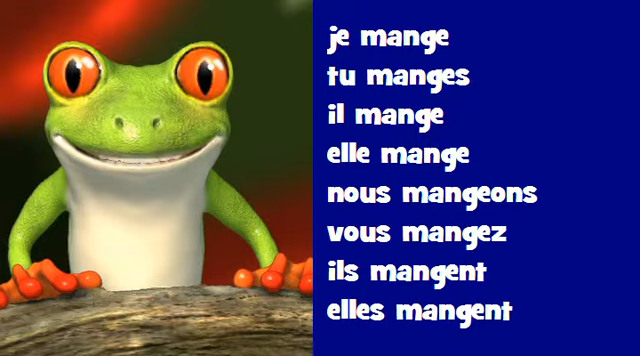 je mange
tu manges
il mange
elle mange
nous mangeons
vous mangez
ils mangent
elles mangent